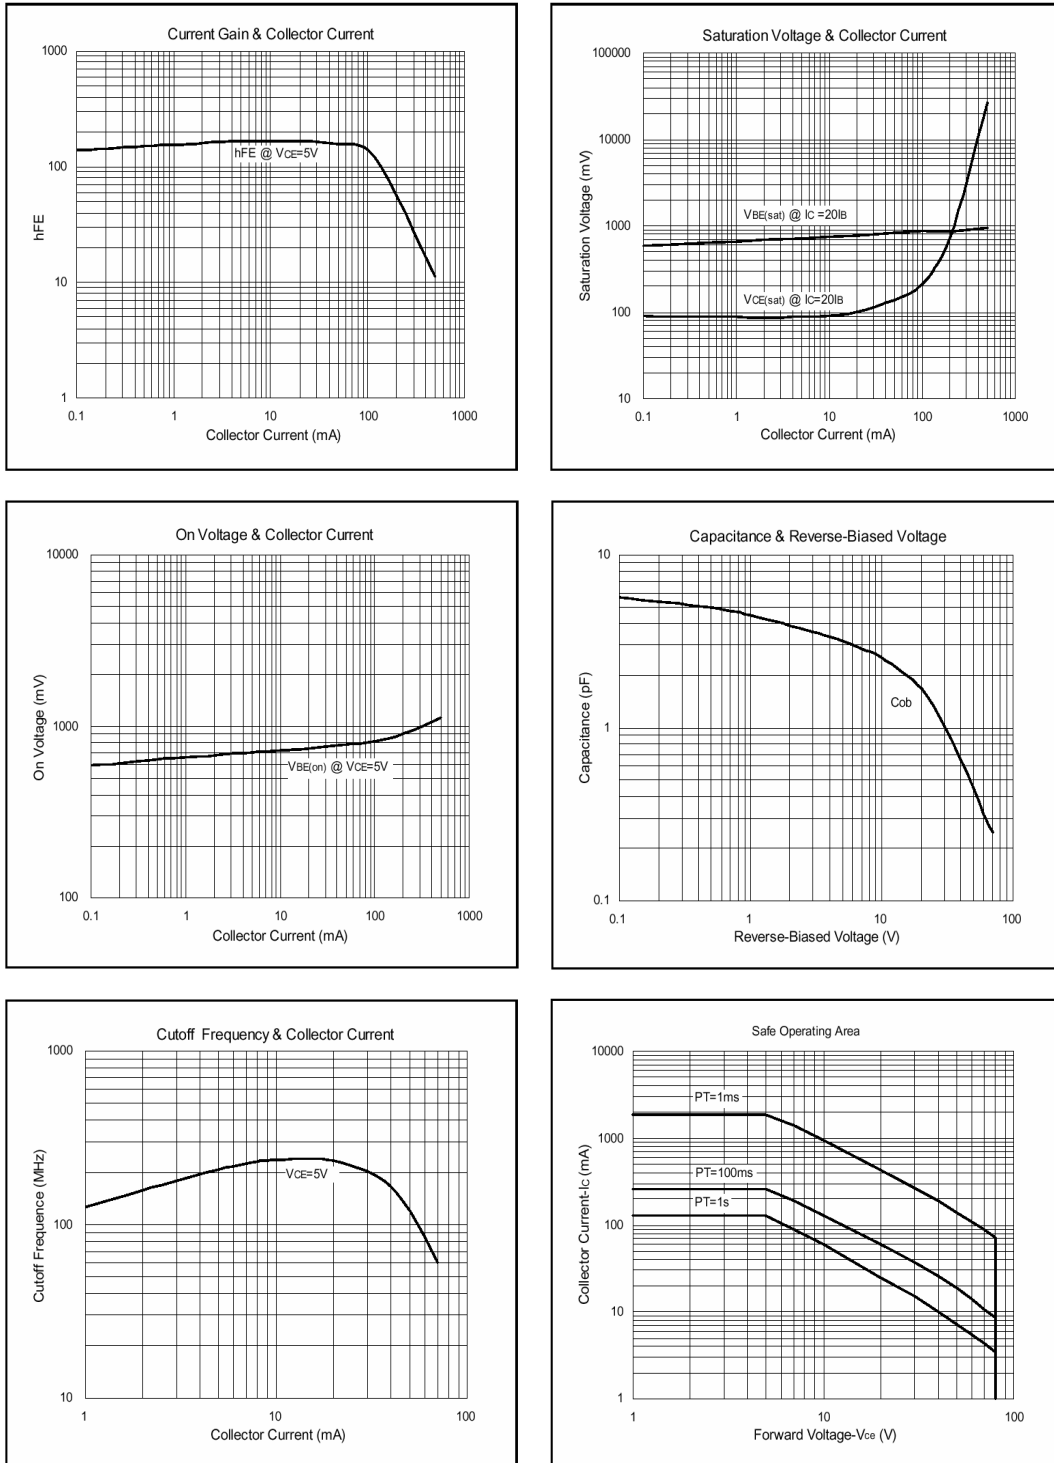 Current Gain & Collector Current
1000
100
10
1
hFE
hFE @ VCE=5V
0.1 1 10 100 1000
Collector Current (mA)
Saturation Voltage & Collector Current
100000
10000
1000
100
10
Saturation Voltage (mV)
VBE(sat) @ IC =20IB
VCE(sat) @ IC=20IB
0.1 1 10 100 1000
Collector Current (mA)
On Voltage & Collector Current
10000
1000
100
On Voltage (mV)
VBE(on) @ VCE=5V
0.1 1 10 100 1000
Collector Current (mA)
Capacitance & Reverse-Biased Voltage
10
1
0.1
Capacitance (pF)
Cob
0.1 1 10 100
Reverse-Biased Voltage (V)
Cutoff Frequency & Collector Current
1000
100
10
Cutoff Frequency (MHz)
VCE=5V
1 10 100
Collector Current (mA)
Safe Operating Area
10000
1000
100
10
1
Collector Current-IC (mA)
PT=1ms
PT=100ms
PT=1s
1 10 100
Forward Voltage-Vce (V)